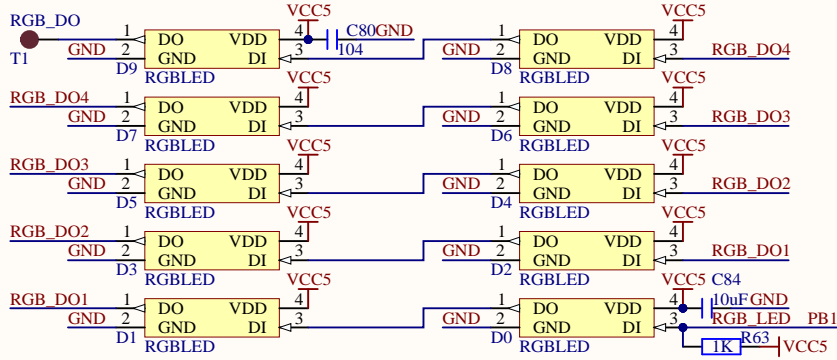 RGB_DO
T1
1 DO VDD 4 VCC5 C80 GND
GND 2 GND DI 3 104
D9
RGBLED
1 DO VDD 4 VCC5
GND 2 GND DI 3 RGB_DO4
D8
RGBLED
RGB_DO4 1 DO VDD 4 VCC5
GND 2 GND DI 3
D7
RGBLED
1 DO VDD 4 VCC5
GND 2 GND DI 3 RGB_DO3
D6
RGBLED
RGB_DO3 1 DO VDD 4 VCC5
GND 2 GND DI 3
D5
RGBLED
1 DO VDD 4 VCC5
GND 2 GND DI 3 RGB_DO2
D4
RGBLED
RGB_DO2 1 DO VDD 4 VCC5
GND 2 GND DI 3
D3
RGBLED
1 DO VDD 4 VCC5
GND 2 GND DI 3 RGB_DO1
D2
RGBLED
RGB_DO1 1 DO VDD 4 VCC5
GND 2 GND DI 3
D1
RGBLED
1 DO VDD 4 VCC5 C84
10uF GND
GND 2 GND DI 3 RGB_LED PB1
D0
RGBLED
R63
1K VCC5